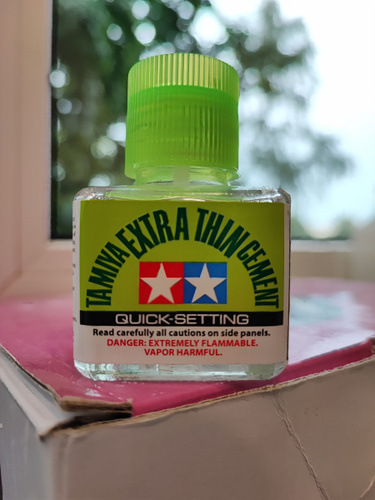 TAMIYA EXTRA THIN CEMENT
QUICK-SETTING
Read carefully all cautions on side panels.
DANGER: EXTREMELY FLAMMABLE.
VAPOR HARMFUL.